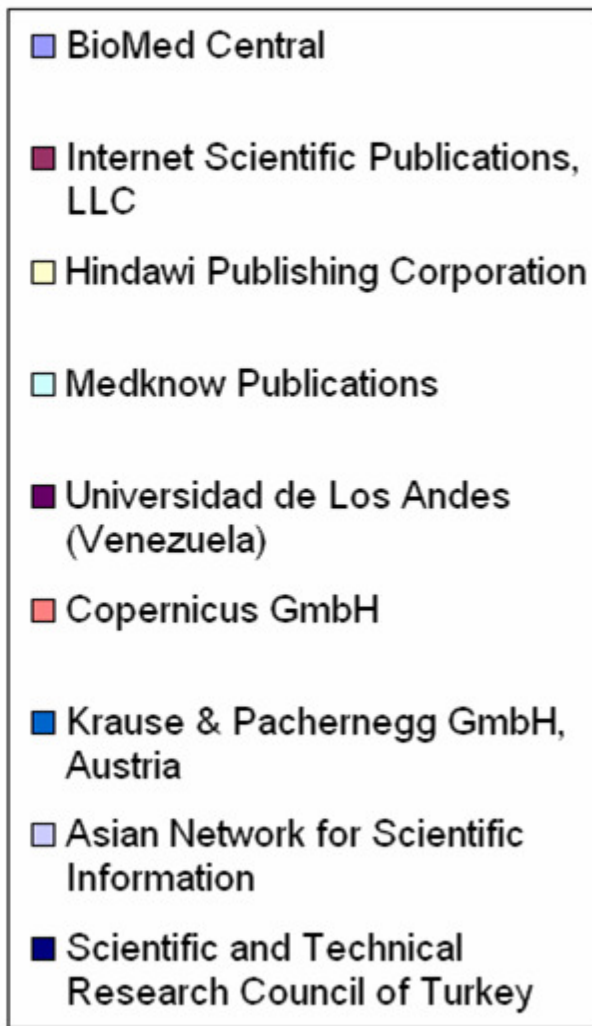 BioMed Central
Internet Scientific Publications,
LLC
Hindawi Publishing Corporation
Medknow Publications
Universidad de Los Andes
(Venezuela)
Copernicus GmbH
Krause & Pachernegg GmbH,
Austria
Asian Network for Scientific
Information
Scientific and Technical
Research Council of Turkey